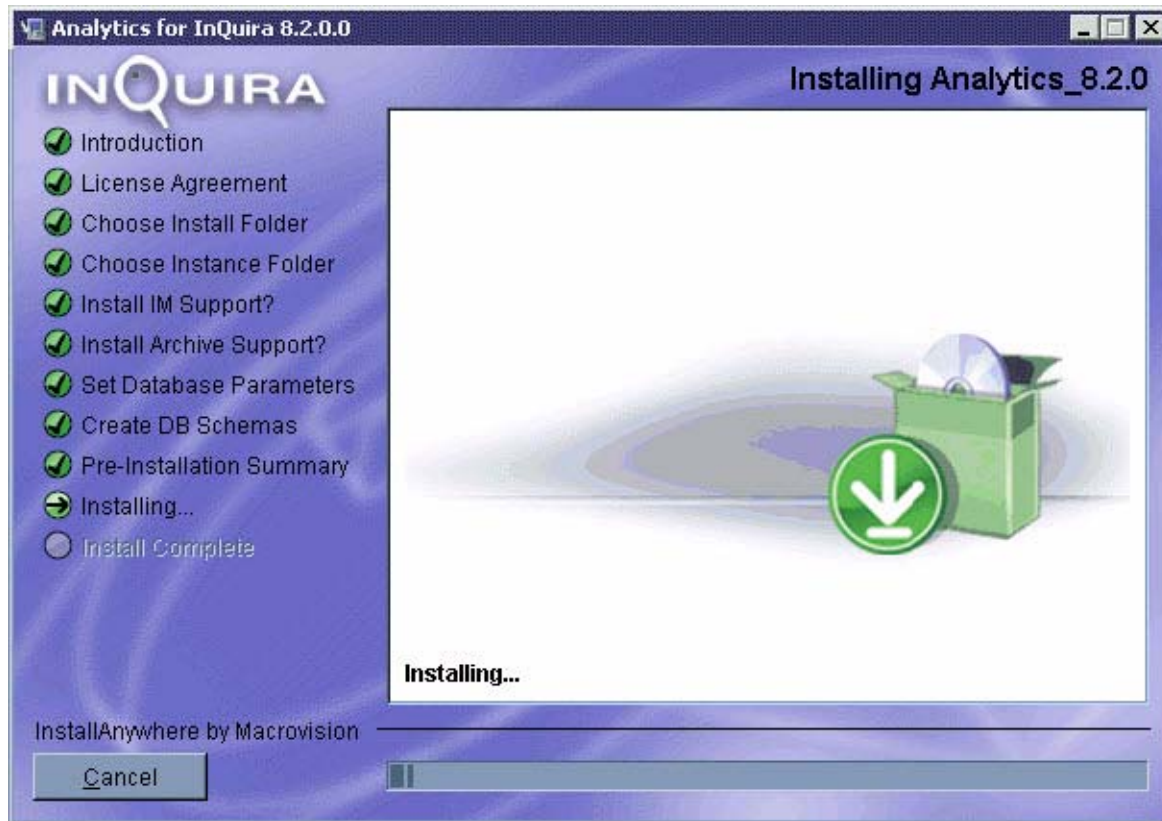 Analytics for InQuira 8.2.0.0
INQUIRA
Installing Analytics_8.2.0
Introduction
License Agreement
Choose Install Folder
Choose Instance Folder
Install IM Support?
Install Archive Support?
Set Database Parameters
Create DB Schemas
Pre-Installation Summary
Installing...
Install Complete
Installing...
InstallAnywhere by Macrovision
Cancel